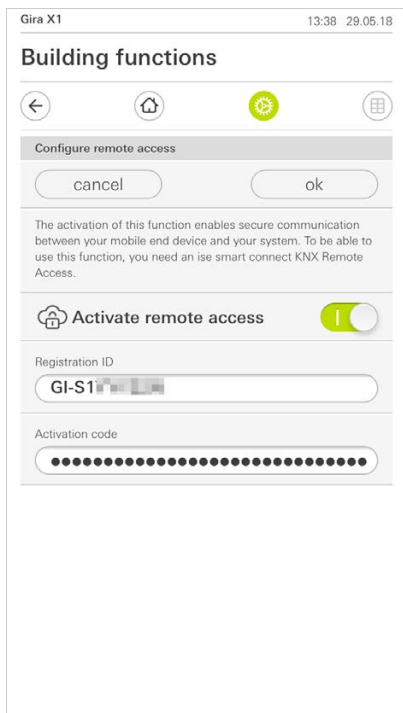 Gira X1 13:38 29.05.18
Building functions
Configure remote access
cancel ok
The activation of this function enables secure communication
between your mobile end device and your system. To be able to
use this function, you need an ise smart connect KNX Remote
Access.
Activate remote access
Registration ID
GI-S1
Activation code